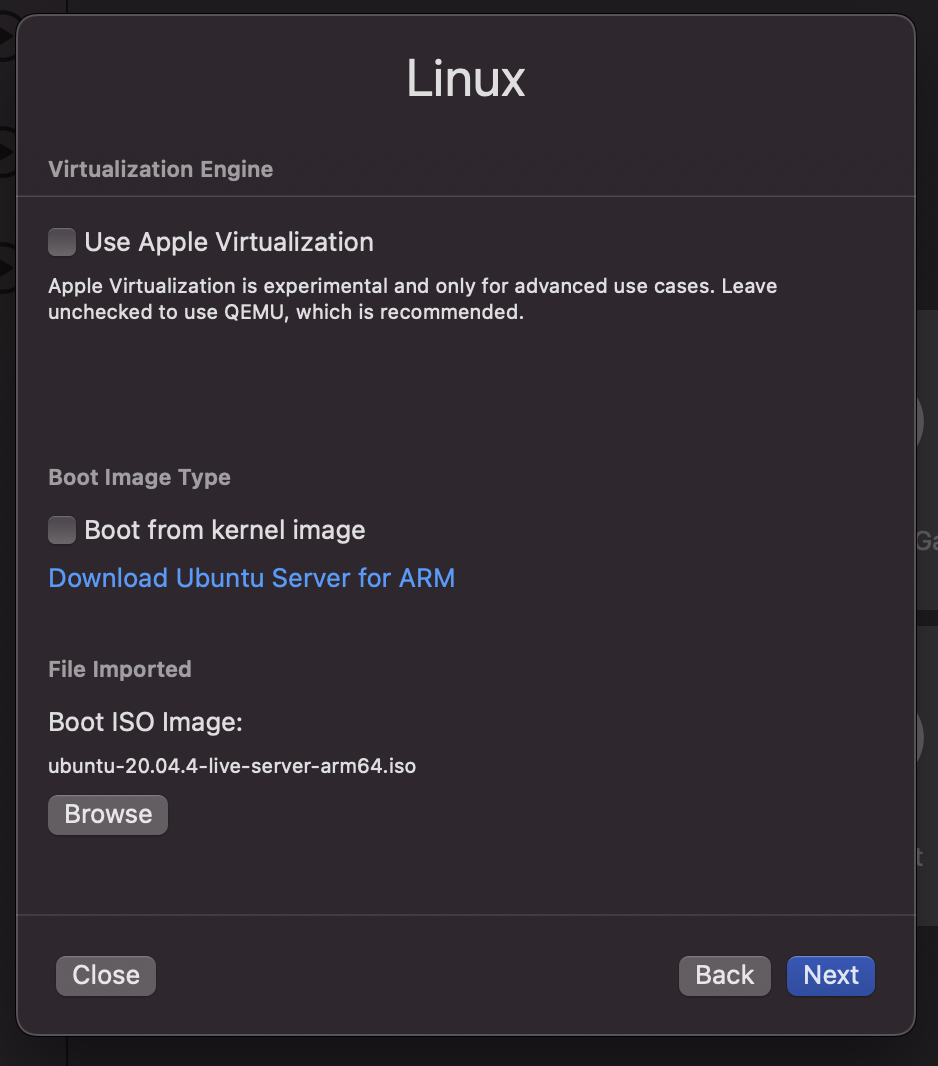 Linux
Virtualization Engine
Use Apple Virtualization
Apple Virtualization is experimental and only for advanced use cases. Leave
unchecked to use QEMU, which is recommended.
Boot Image Type
Boot from kernel image
Download Ubuntu Server for ARM
File Imported
Boot ISO Image:
ubuntu-20.04.4-live-server-arm64.iso
Browse
Close
Back
Next